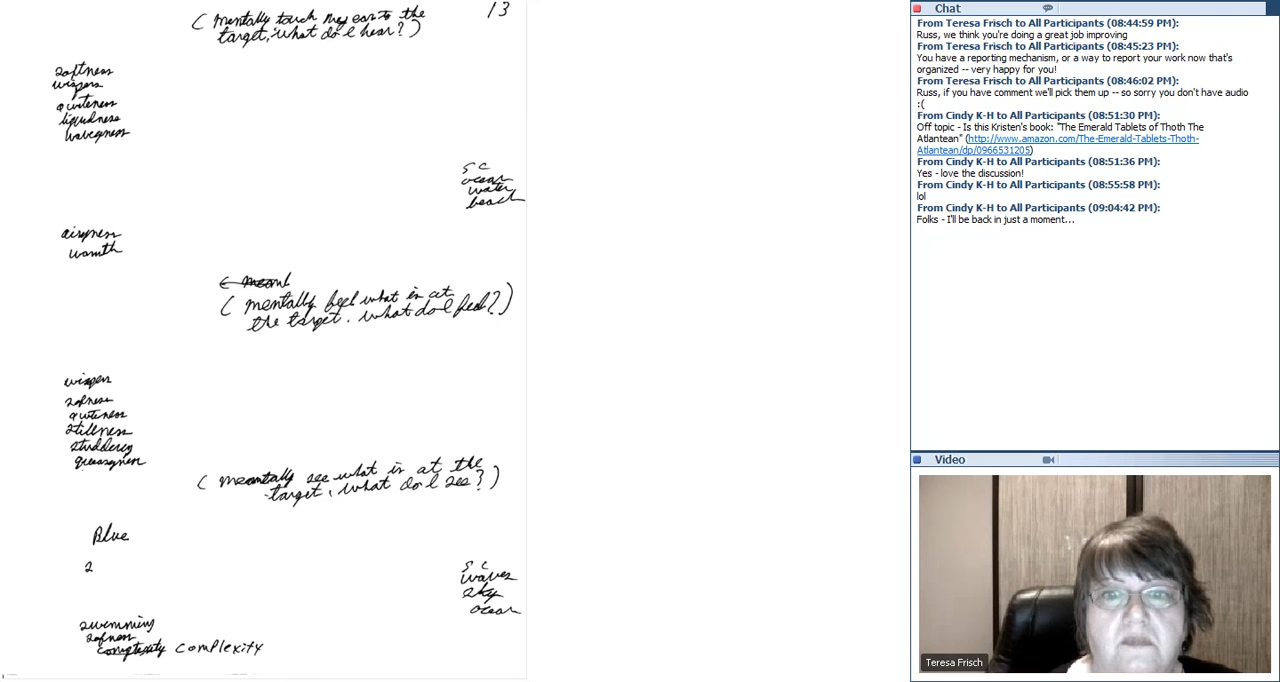 ( mentally touch my ear to the
target, what do I hear? )
13
softness
wispers
quiteness
liquidness
waveyness
S C
ocean
water
beach
airyness
warmth
( mentally feel what is at
the target. what do I feel? )
wispers
sofness
quiteness
stillness
studdering
greasyness
( meantally see what is at the
target, what do I see? )
Blue
2
S C
waves
sky
ocean
swimming
sofness
complexity complexity
Chat
From Teresa Frisch to All Participants (08:44:59 PM):
Russ, we think you're doing a great job improving
From Teresa Frisch to All Participants (08:45:23 PM):
You have a reporting mechanism, or a way to report your work now that's
organized -- very happy for you!
From Teresa Frisch to All Participants (08:46:02 PM):
Russ, if you have comment we'll pick them up -- so sorry you don't have audio
:(
From Cindy K-H to All Participants (08:51:30 PM):
Off topic - Is this Kristen's book: "The Emerald Tablets of Thoth The
Atlantean" (http://www.amazon.com/The-Emerald-Tablets-Thoth-
Atlantean/dp/0966531205)
From Cindy K-H to All Participants (08:51:36 PM):
Yes - love the discussion!
From Cindy K-H to All Participants (08:55:58 PM):
lol
From Cindy K-H to All Participants (09:04:42 PM):
Folks - I'll be back in just a moment...
Video
Teresa Frisch